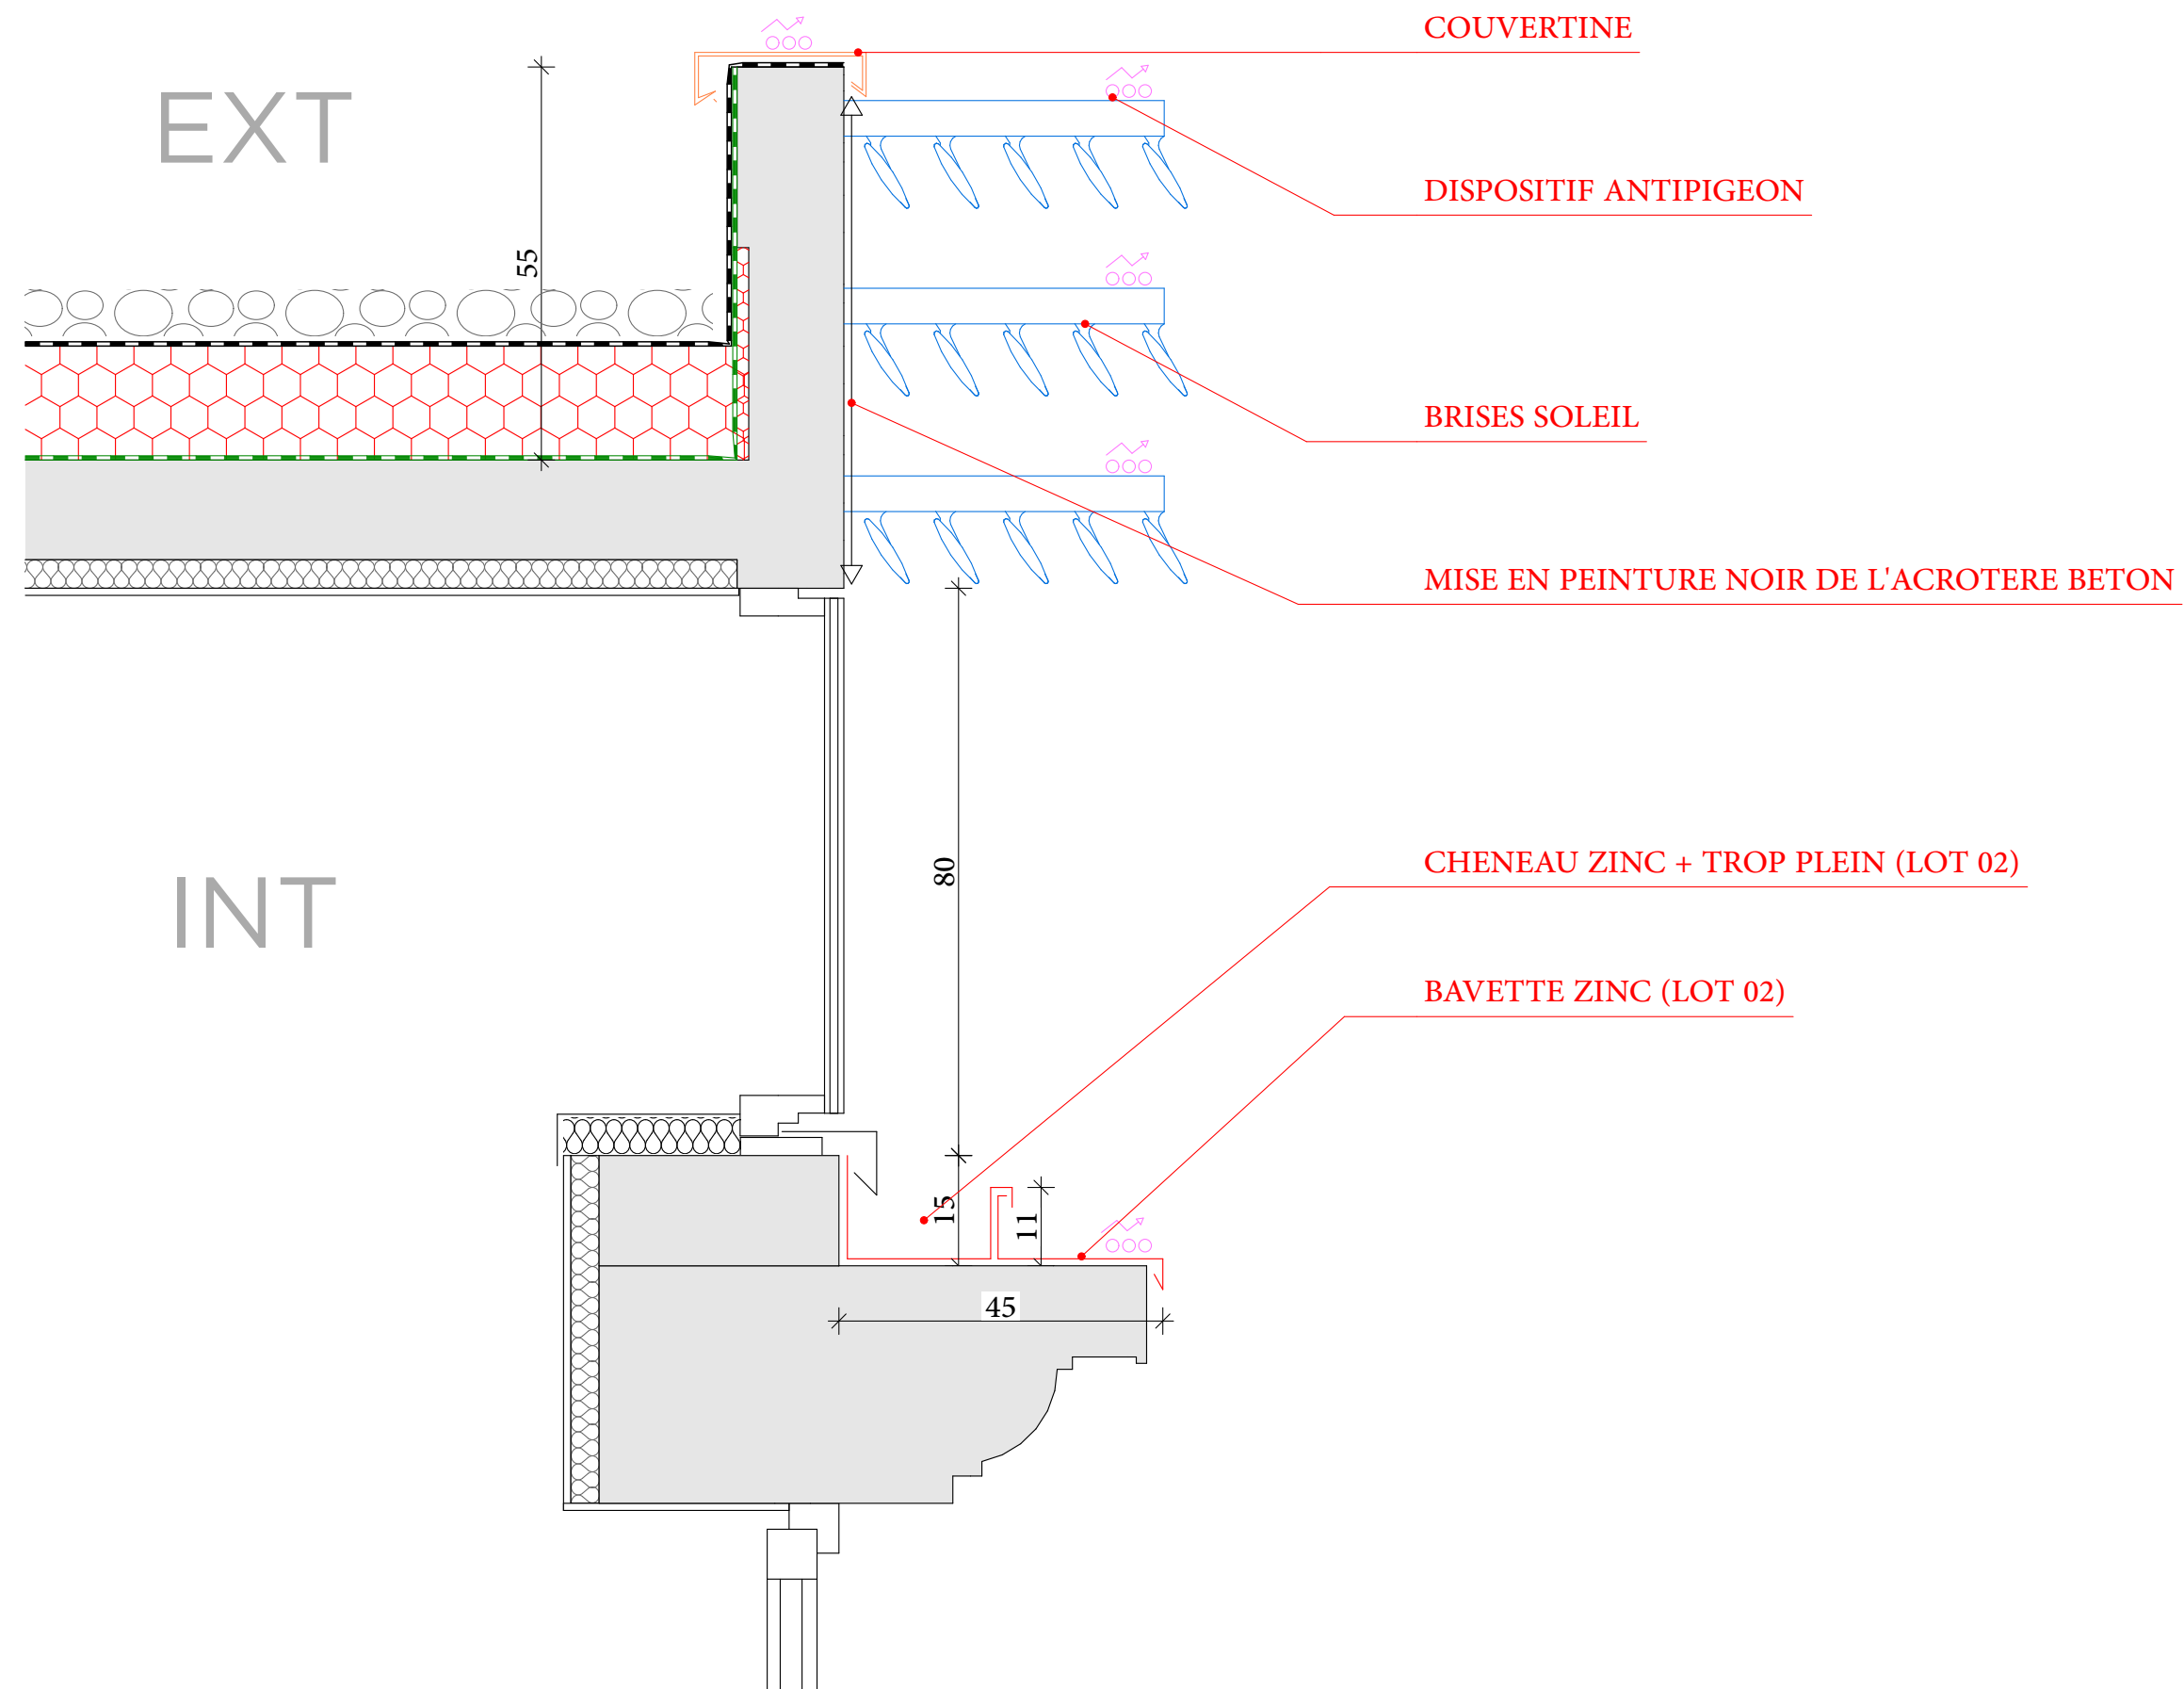 COUVERTINE
EXT
DISPOSITIF ANTIPIGEON
55
BRISES SOLEIL
MISE EN PEINTURE NOIR DE L'ACROTERE BETON
80
CHENEAU ZINC + TROP PLEIN (LOT 02)
INT
BAVETTE ZINC (LOT 02)
15
11
45